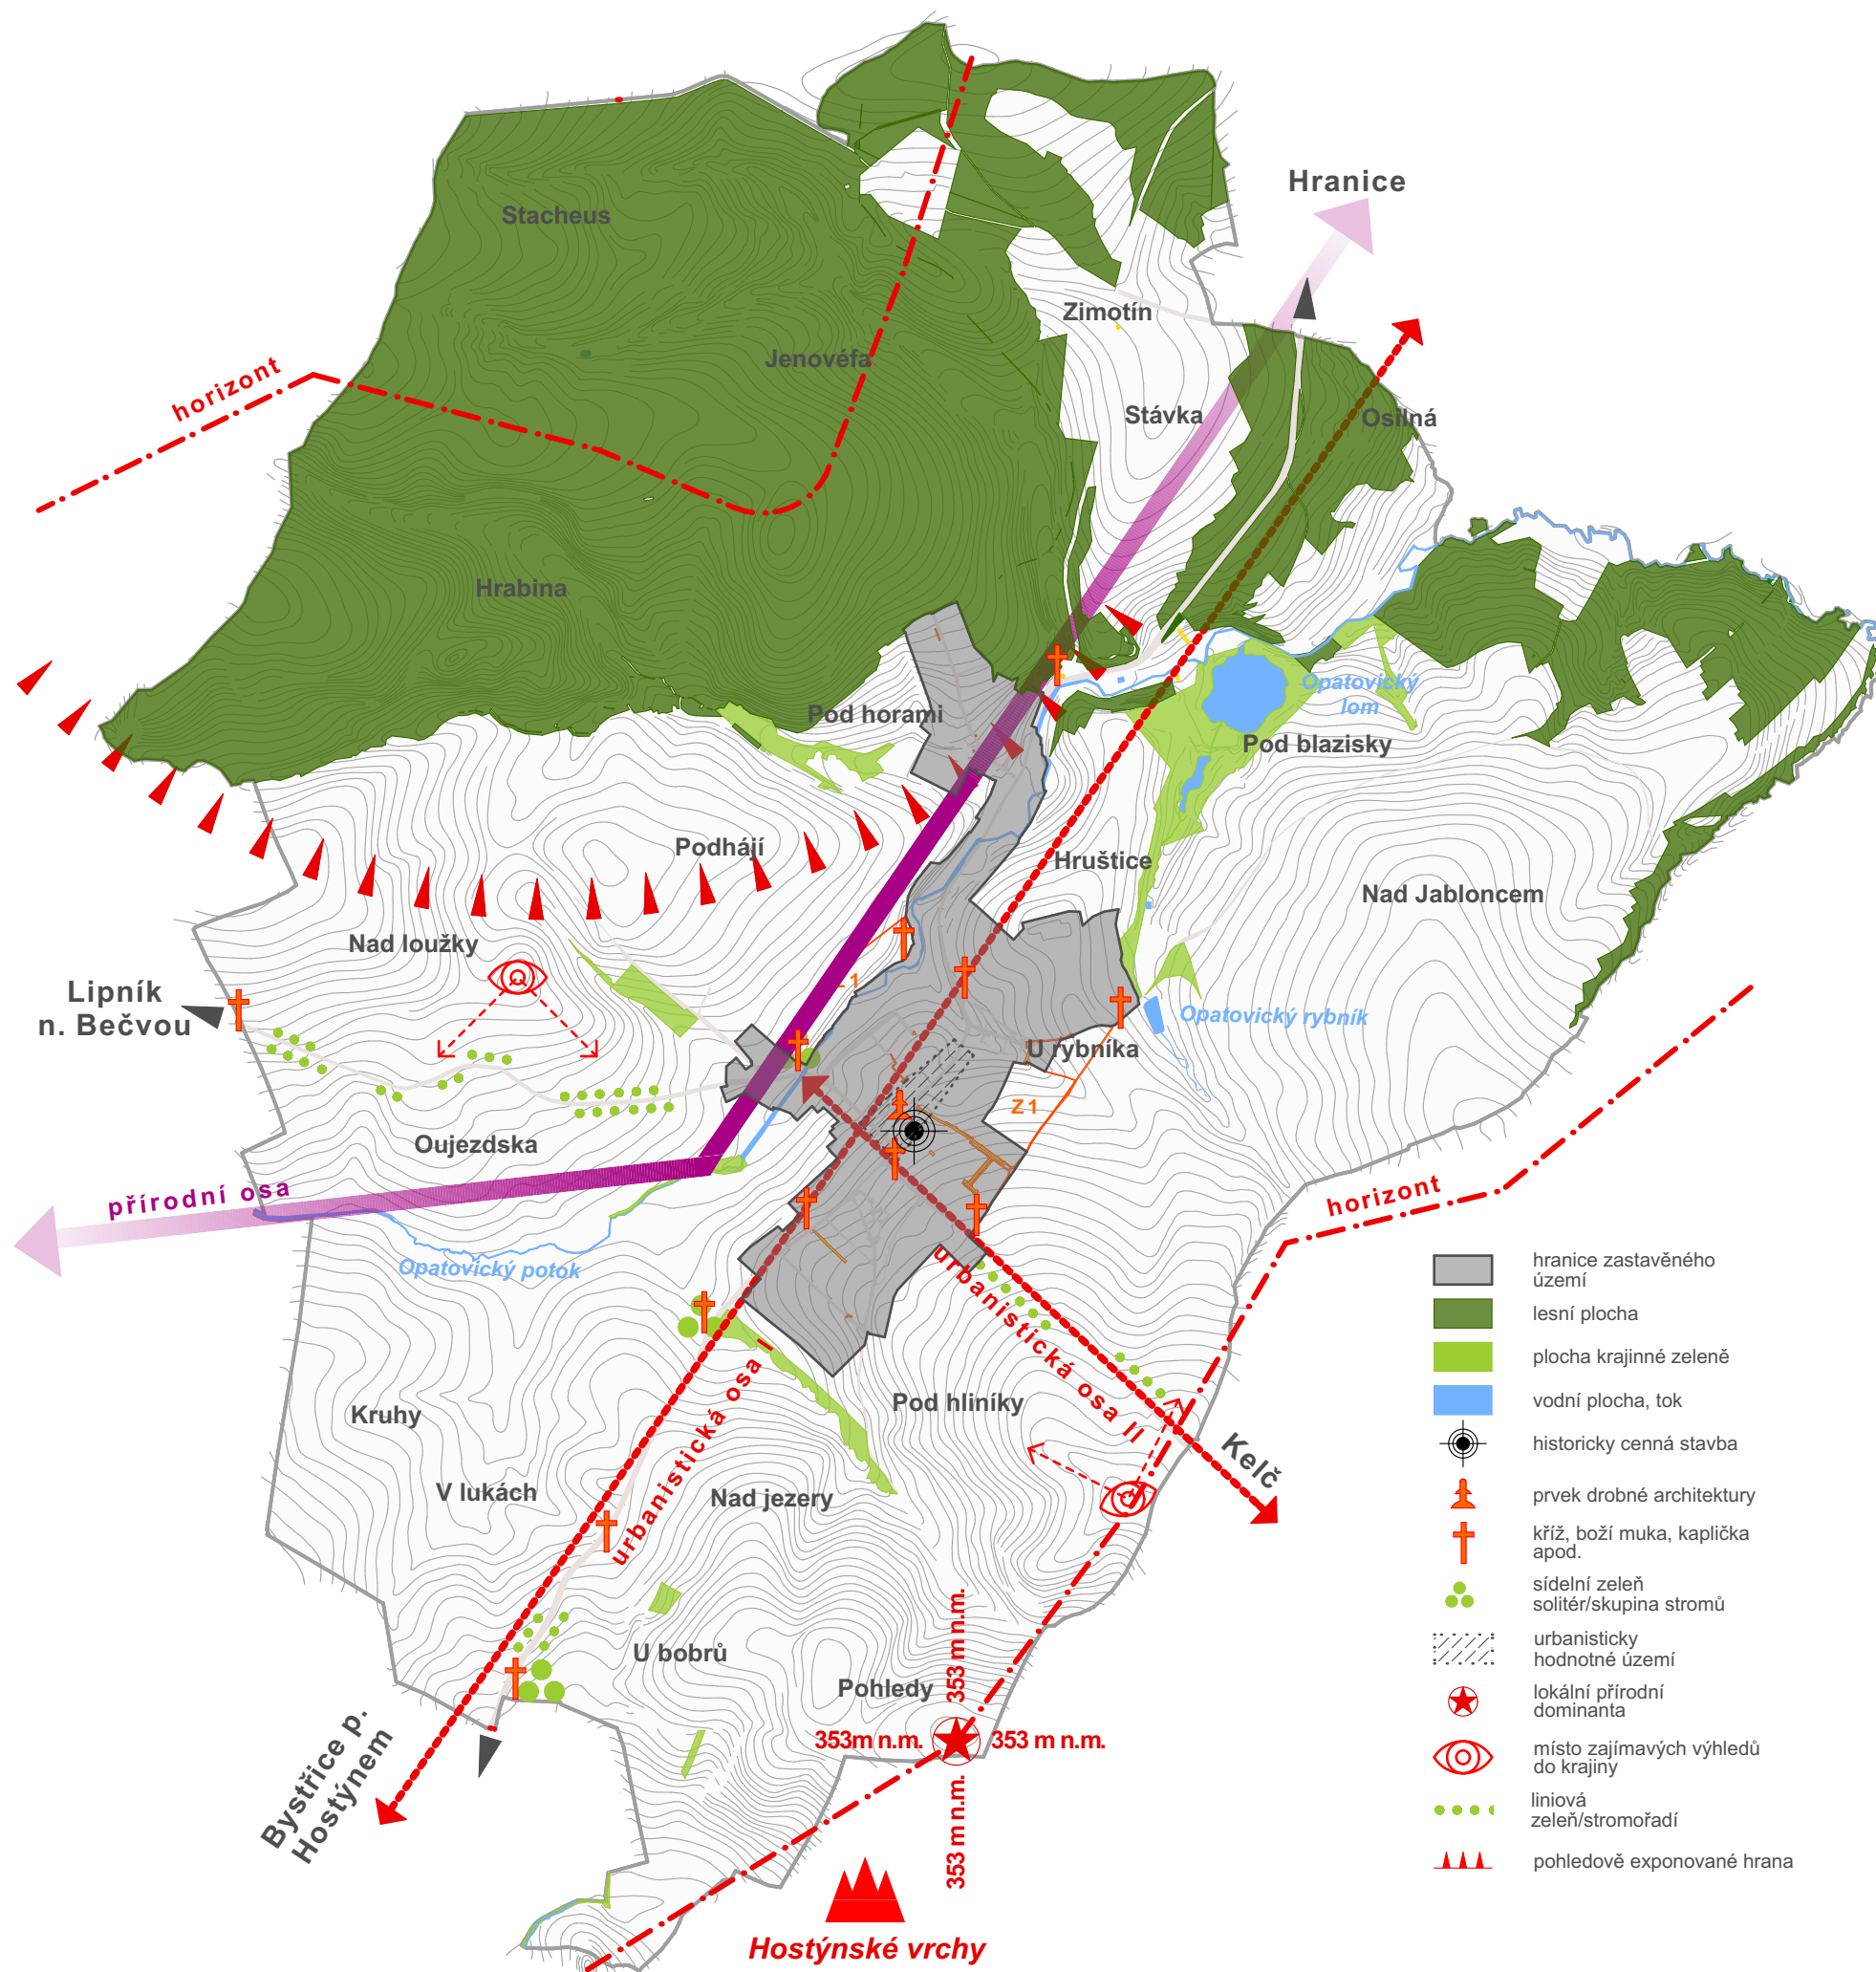 Hranice
Stacheus
Zimotín
Jenovéfa
horizont
Stávka
Osilná
Hrabina
Opatovický
lom
Pod horami
Pod blazisky
Podhájí
Hruštice
Nad Jabloncem
Nad loužky
Lipník
n. Bečvou
Z 1
Opatovický rybník
U rybníka
Z 1
Oujezdska
přírodní osa
horizont
Opatovický potok
urbanistická osa I
urbanistická osa II
Kruhy
Pod hliníky
Kelč
V lukách
Nad jezery
U bobrů
Pohledy
353 m n.m.
353m n.m.
353 m n.m.
353 m n.m.
Bystřice p.
Hostýnem
Hostýnské vrchy
hranice zastavěného
území
lesní plocha
plocha krajinné zeleně
vodní plocha, tok
historicky cenná stavba
prvek drobné architektury
kříž, boží muka, kaplička
apod.
sídelní zeleň
solitér/skupina stromů
urbanisticky
hodnotné území
lokální přírodní
dominanta
místo zajímavých výhledů
do krajiny
liniová
zeleň/stromořadí
pohledově exponované hrana